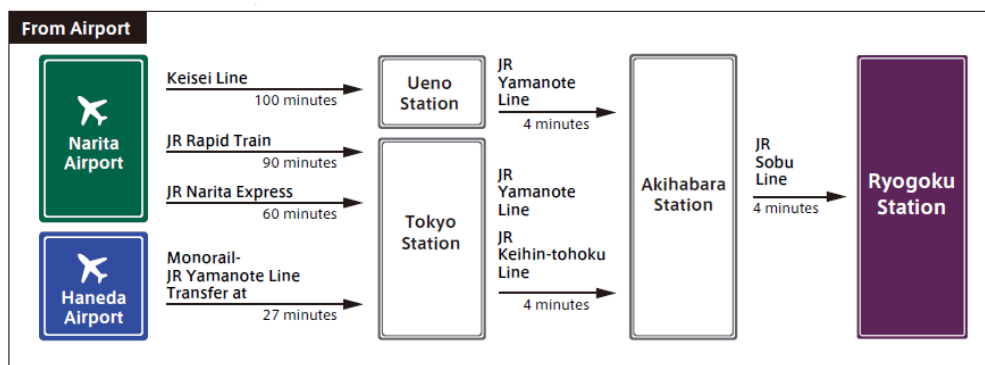 From Airport
Narita
Airport
Keisei Line
100 minutes
JR Rapid Train
90 minutes
JR Narita Express
60 minutes
Haneda
Airport
Monorail-
JR Yamanote Line
Transfer at
27 minutes
Ueno
Station
Tokyo
Station
JR
Yamanote
Line
4 minutes
JR
Yamanote
Line
JR
Keihin-tohoku
Line
4 minutes
Akihabara
Station
JR
Sobu
Line
4 minutes
Ryogoku
Station